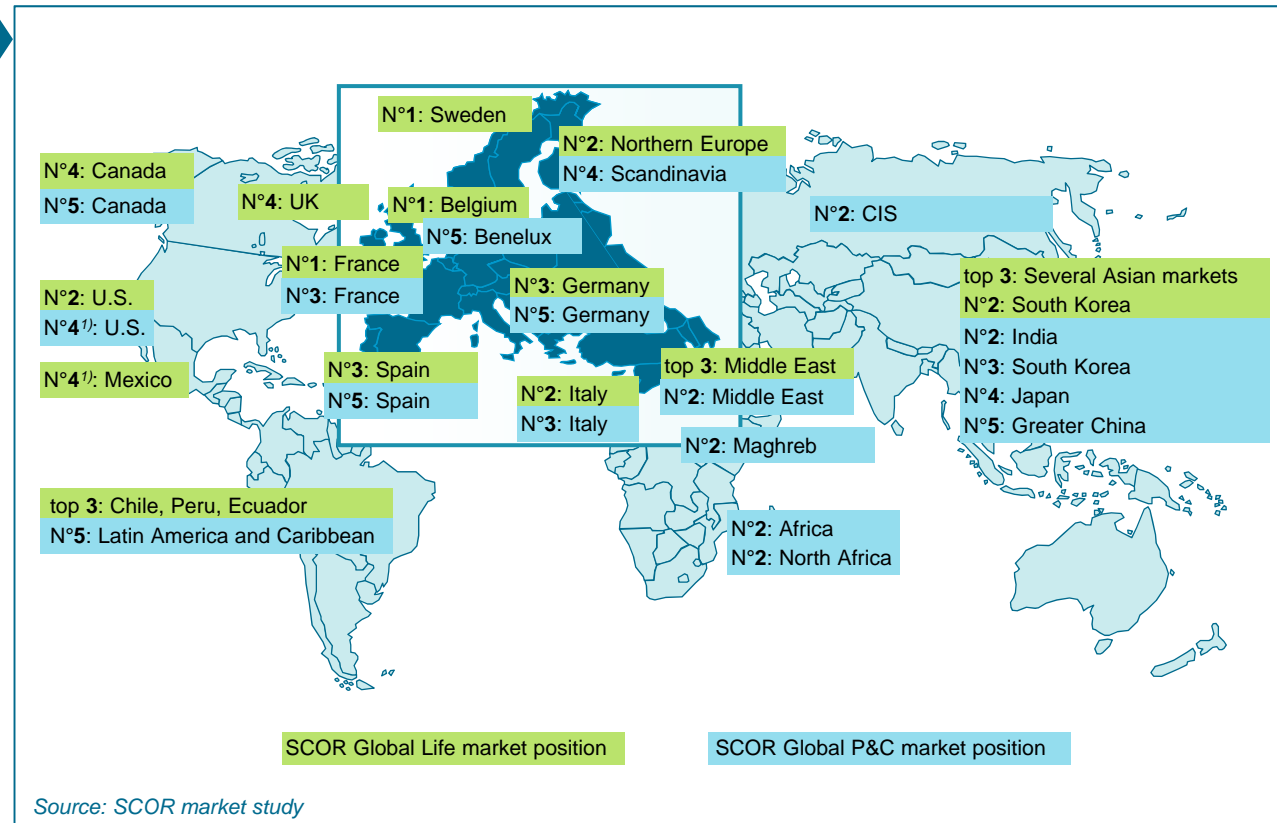 N°1: Sweden
N°2: Northern Europe
N°4: Scandinavia
N°4: Canada
N°5: Canada
N°4: UK
N°1: Belgium
N°5: Benelux
N°2: CIS
N°1: France
N°3: France
N°3: Germany
N°5: Germany
top 3: Several Asian markets
N°2: South Korea
N°2: India
N°3: South Korea
N°4: Japan
N°5: Greater China
N°2: U.S.
N°4¹⁾: U.S.
N°4¹⁾: Mexico
N°3: Spain
N°5: Spain
N°2: Italy
N°3: Italy
top 3: Middle East
N°2: Middle East
N°2: Maghreb
top 3: Chile, Peru, Ecuador
N°5: Latin America and Caribbean
N°2: Africa
N°2: North Africa
SCOR Global Life market position
SCOR Global P&C market position
Source: SCOR market study